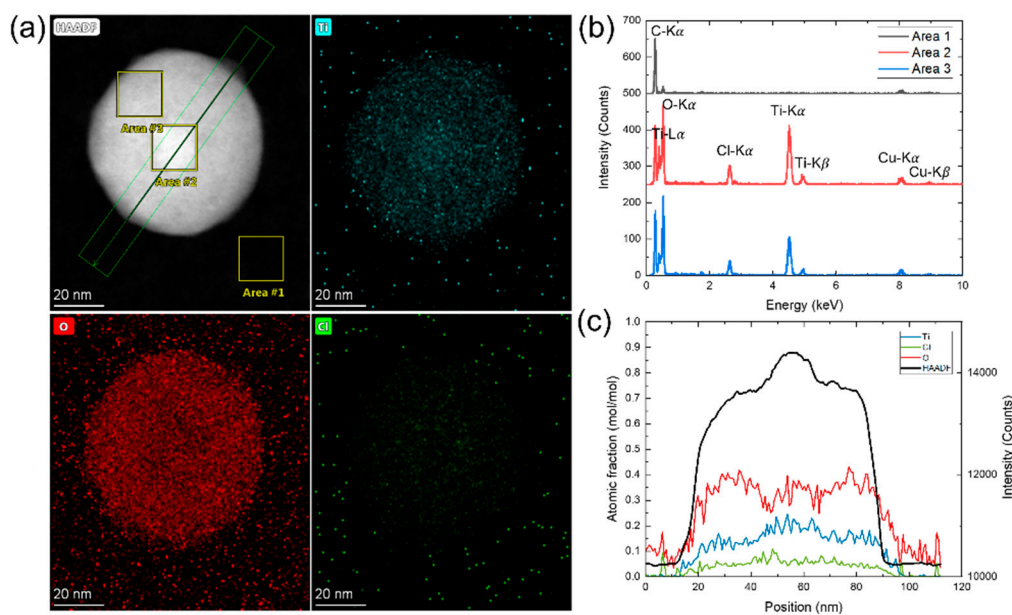 (a)
HAADF
Area #3
Area #2
Area #1
20 nm
Ti
20 nm
O
20 nm
Cl
20 nm
(b)
700
600
500
400
300
200
100
0
C-Kα
Area 1
Area 2
Area 3
O-Kα
Ti-Lα
Cl-Kα
Ti-Kα
Ti-Kβ
Cu-Kα
Cu-Kβ
Intensity (Counts)
0 2 4 6 8 10
Energy (keV)
(c)
1.0
0.9
0.8
0.7
0.6
0.5
0.4
0.3
0.2
0.1
0.0
Atomic fraction (mol/mol)
Ti
Cl
O
HAADF
14000
12000
10000
Intensity (Counts)
0 20 40 60 80 100 120
Position (nm)